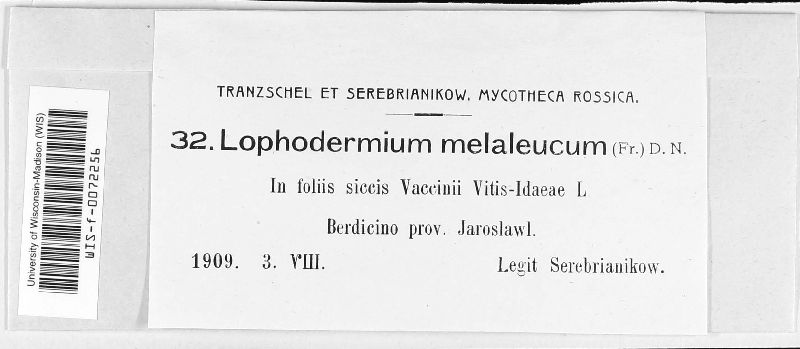 TRANZSCHEL ET SEREBRIANIKOW. MYCOTHECA ROSSICA.
32. Lophodermium melaleucum (Fr.) D. N.
In foliis siccis Vaccinii Vitis-Idaeae L
Berdicino prov. Jaroslawl.
1909. 3. VIII. Legit Serebrianikow.
University of Wisconsin-Madison (WIS)
WIS-f-0072256